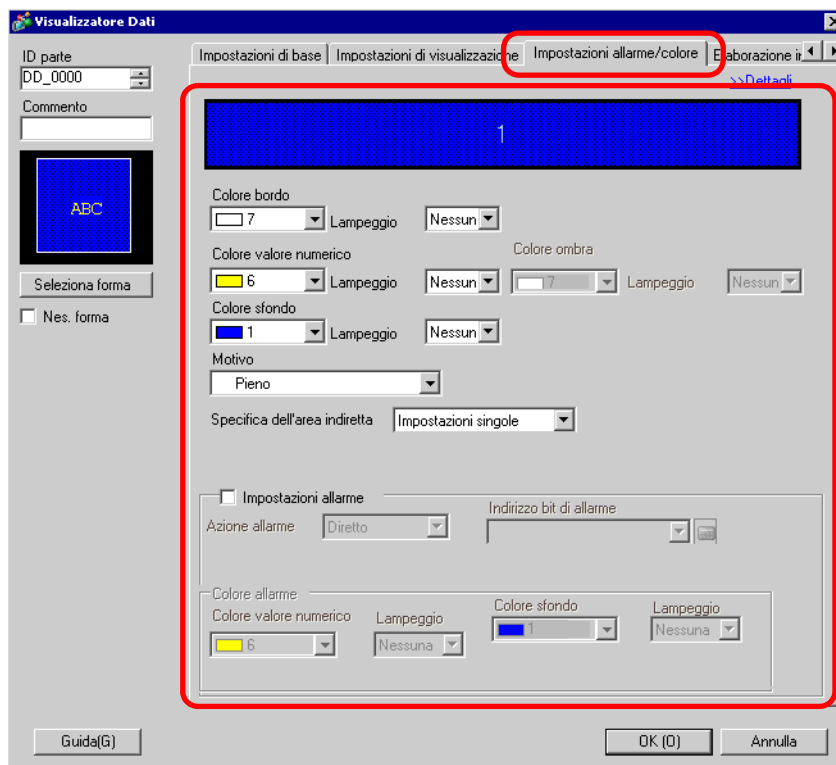 Visualizzatore Dati
ID parte
DD_0000
Commento
ABC
Seleziona forma
Nes. forma
Impostazioni di base
Impostazioni di visualizzazione
Impostazioni allarme/colore
Elaborazione in
>>Dettagli
1
Colore bordo
7 Lampeggio Nessun
Colore valore numerico Colore ombra
6 Lampeggio Nessun 7 Lampeggio Nessun
Colore sfondo
1 Lampeggio Nessun
Motivo
Pieno
Specifica dell'area indiretta Impostazioni singole
Impostazioni allarme
Azione allarme Diretto Indirizzo bit di allarme
Colore allarme
Colore valore numerico Lampeggio Colore sfondo Lampeggio
6 Nessuna 1 Nessuna
Guida(G) OK (O) Annulla